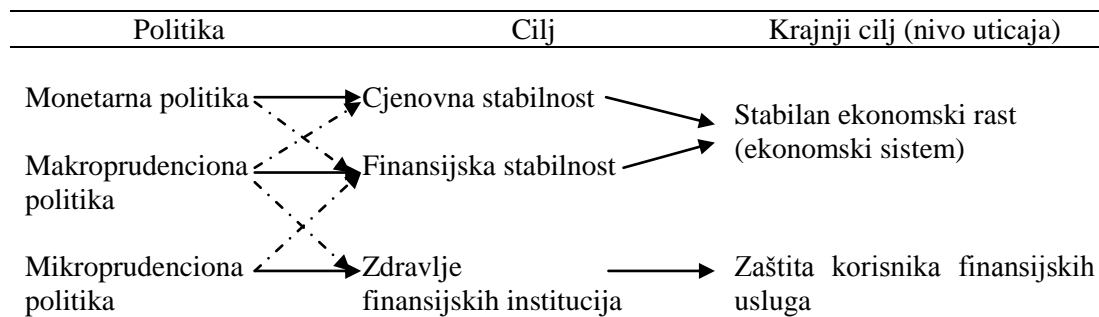 Politika Cilj Krajnji cilj (nivo uticaja)
Monetarna politika Cjenovna stabilnost
Stabilan ekonomski rast
(ekonomski sistem)
Makroprudenciona Finansijska stabilnost
politika
Mikroprudenciona Zdravlje Zaštita korisnika finansijskih
politika finansijskih institucija usluga